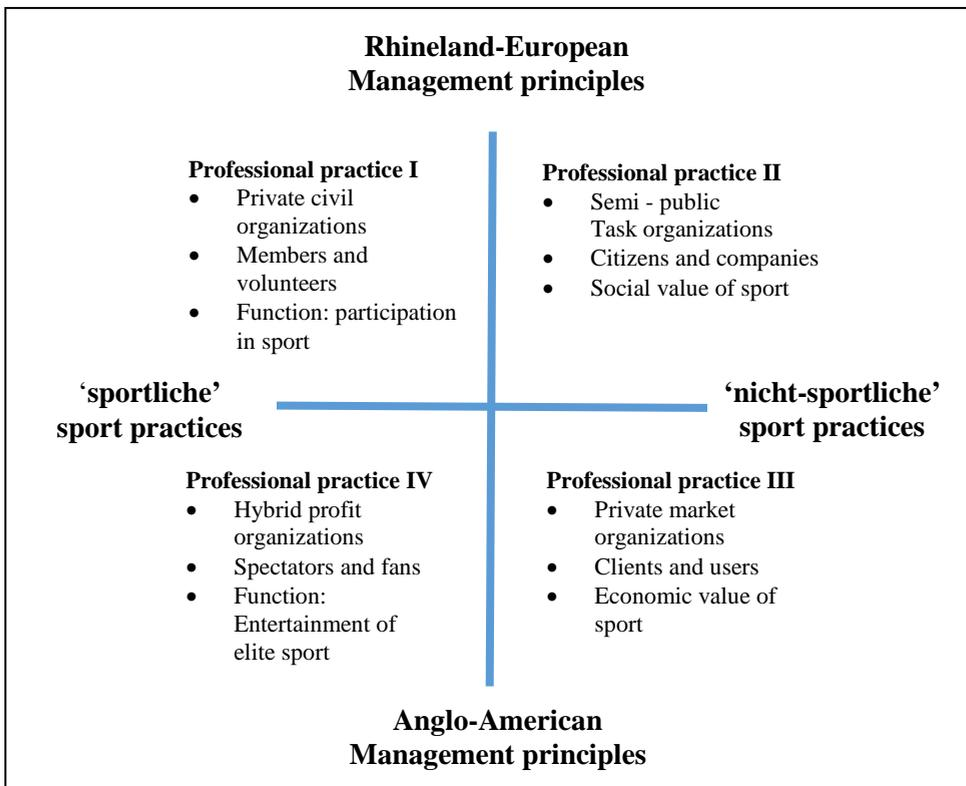 Rhineland-European
Management principles
Professional practice I
• Private civil
organizations
• Members and
volunteers
• Function: participation
in sport
Professional practice II
• Semi - public
Task organizations
• Citizens and companies
• Social value of sport
‘sportliche’
sport practices
‘nicht-sportliche’
sport practices
Professional practice IV
• Hybrid profit
organizations
• Spectators and fans
• Function:
Entertainment of
elite sport
Professional practice III
• Private market
organizations
• Clients and users
• Economic value of
sport
Anglo-American
Management principles